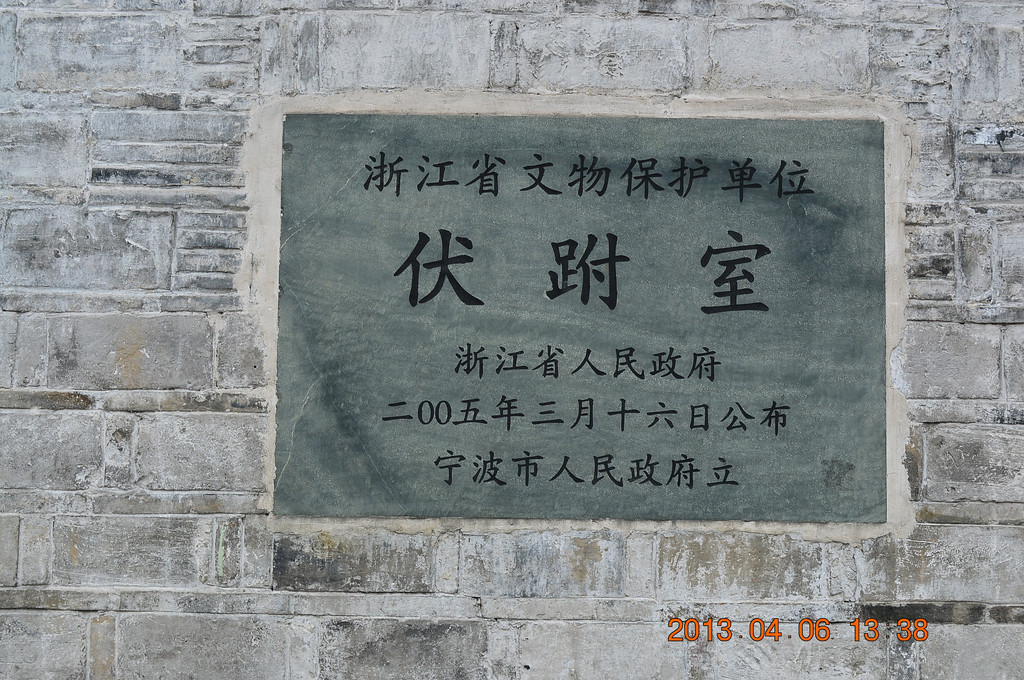 浙江省文物保护单位
伏跗室
浙江省人民政府
二00五年三月十六日公布
宁波市人民政府立
2013.04.06 13:38